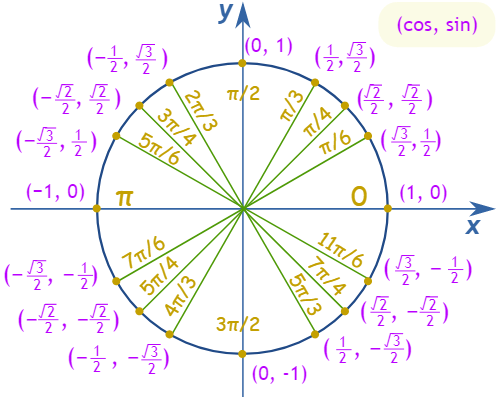 y
(cos, sin)
(0, 1)
(-1/2, √3/2)
(1/2, √3/2)
(-√2/2, √2/2)
(√2/2, √2/2)
(-√3/2, 1/2)
(√3/2, 1/2)
2π/3
π/2
π/3
3π/4
π/4
5π/6
π/6
(-1, 0)
π
0
(1, 0)
x
7π/6
11π/6
5π/4
7π/4
4π/3
5π/3
3π/2
(-√3/2, -1/2)
(√3/2, -1/2)
(-√2/2, -√2/2)
(√2/2, -√2/2)
(-1/2, -√3/2)
(1/2, -√3/2)
(0, -1)